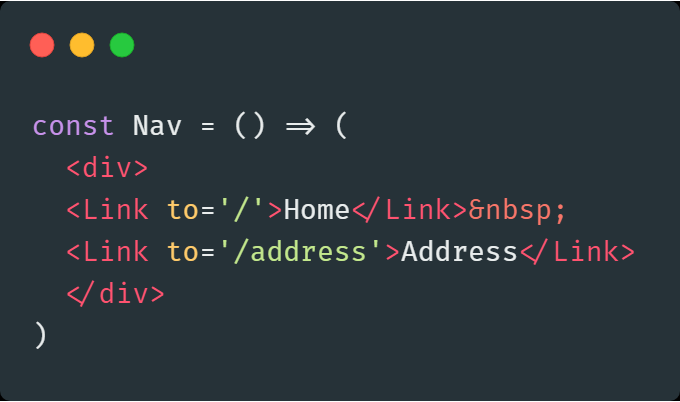 const Nav = () => (
<div>
<Link to='/'>Home</Link>&nbsp;
<Link to='/address'>Address</Link>
</div>
)